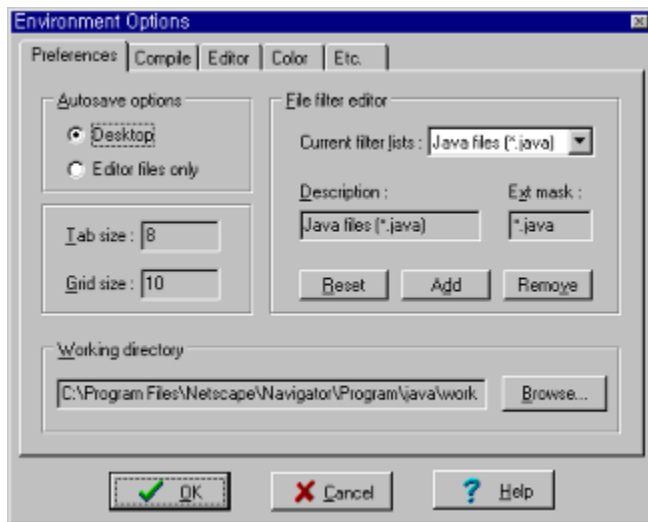 Environment Options
Preferences Compile Editor Color Etc.
Autosave options
Desktop
Editor files only
Tab size : 8
Grid size : 10
File filter editor
Current filter lists : Java files (*.java)
Description : Ext mask :
Java files (*.java) *.java
Reset Add Remove
Working directory
C:\Program Files\Netscape\Navigator\Program\java\work Browse...
OK Cancel Help